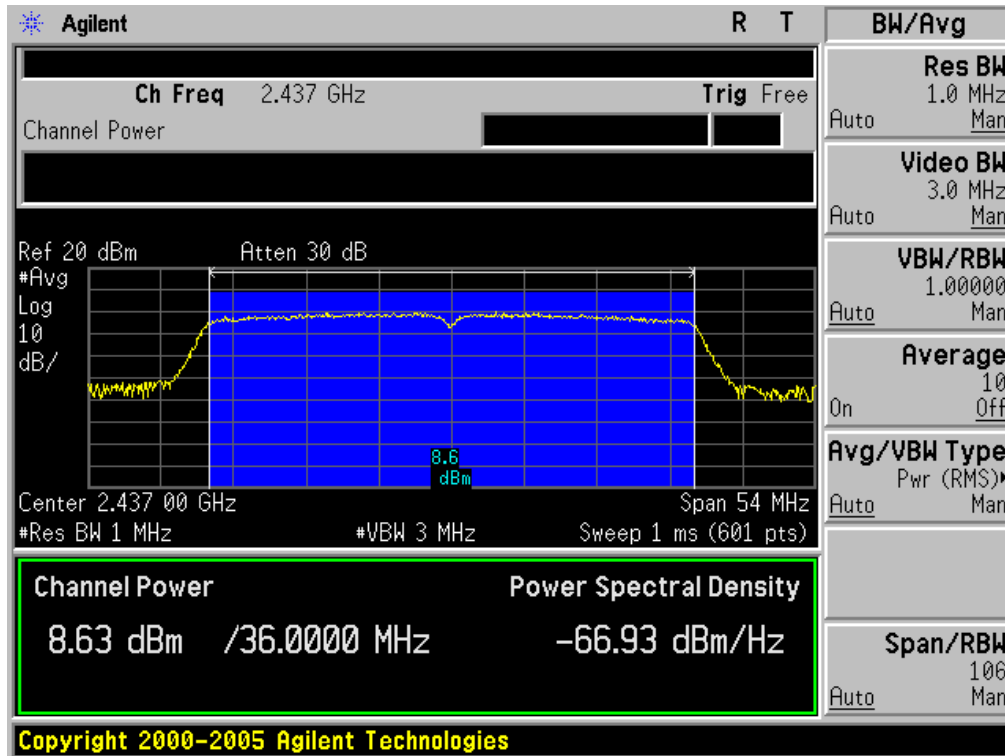 Agilent R T
BW/Avg
Ch Freq 2.437 GHz Trig Free
Channel Power
Ref 20 dBm Atten 30 dB
#Avg
Log
10
dB/
8.6
dBm
Center 2.437 00 GHz Span 54 MHz
#Res BW 1 MHz #VBW 3 MHz Sweep 1 ms (601 pts)
Channel Power Power Spectral Density
8.63 dBm /36.0000 MHz -66.93 dBm/Hz
Res BW
1.0 MHz
Auto Man
Video BW
3.0 MHz
Auto Man
VBW/RBW
1.00000
Auto Man
Average
10
On Off
Avg/VBW Type
Pwr (RMS)▸
Auto Man
Span/RBW
106
Auto Man
Copyright 2000-2005 Agilent Technologies